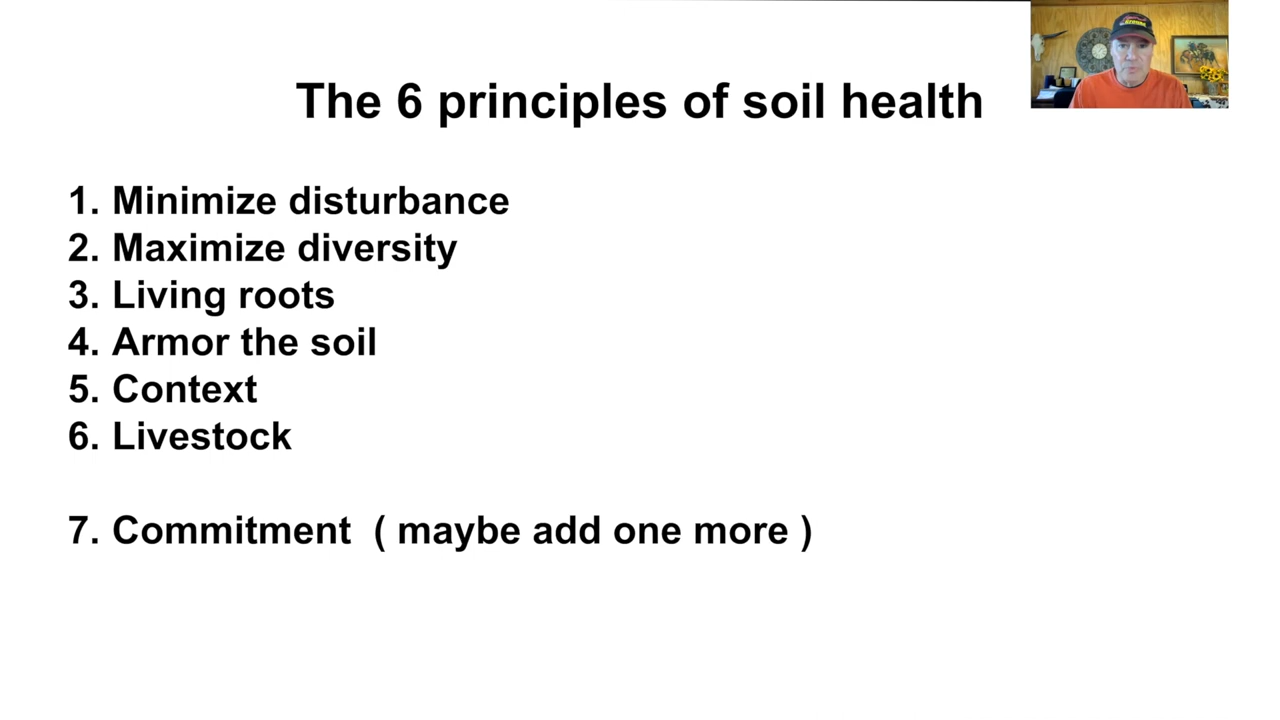 The 6 principles of soil health
1. Minimize disturbance
2. Maximize diversity
3. Living roots
4. Armor the soil
5. Context
6. Livestock
7. Commitment ( maybe add one more )